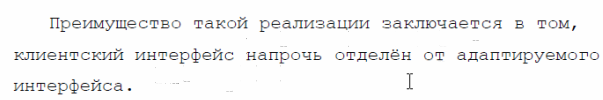 Преимущество такой реализации заключается в том,
клиентский интерфейс напрочь отделён от адаптируемого
интерфейса.